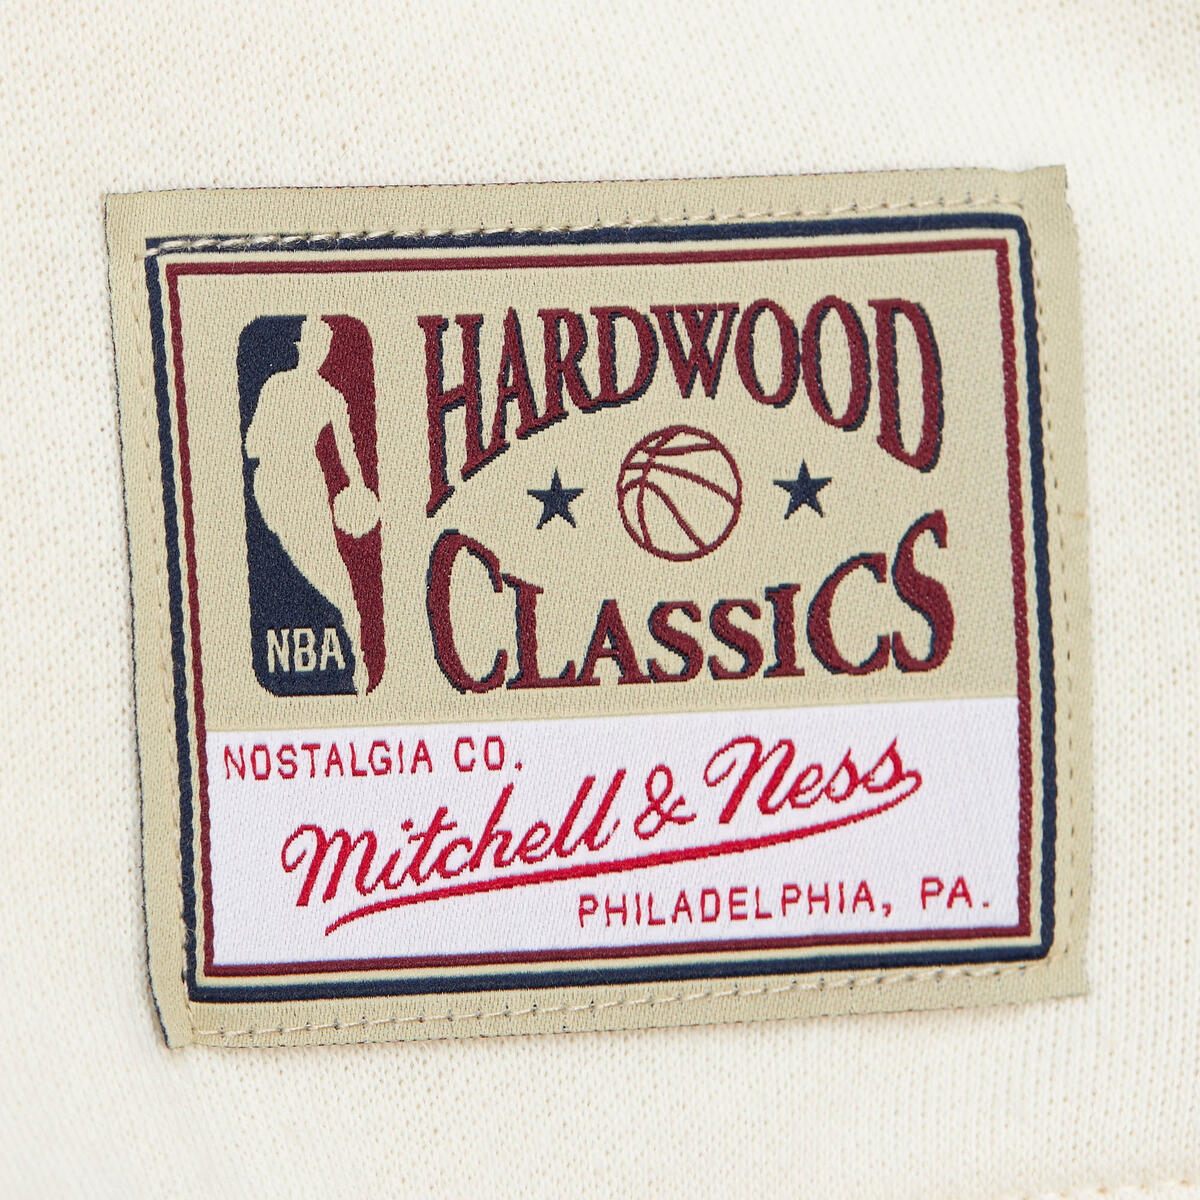 HARDWOOD
CLASSICS
NBA
NOSTALGIA CO.
Mitchell & Ness
PHILADELPHIA, PA.